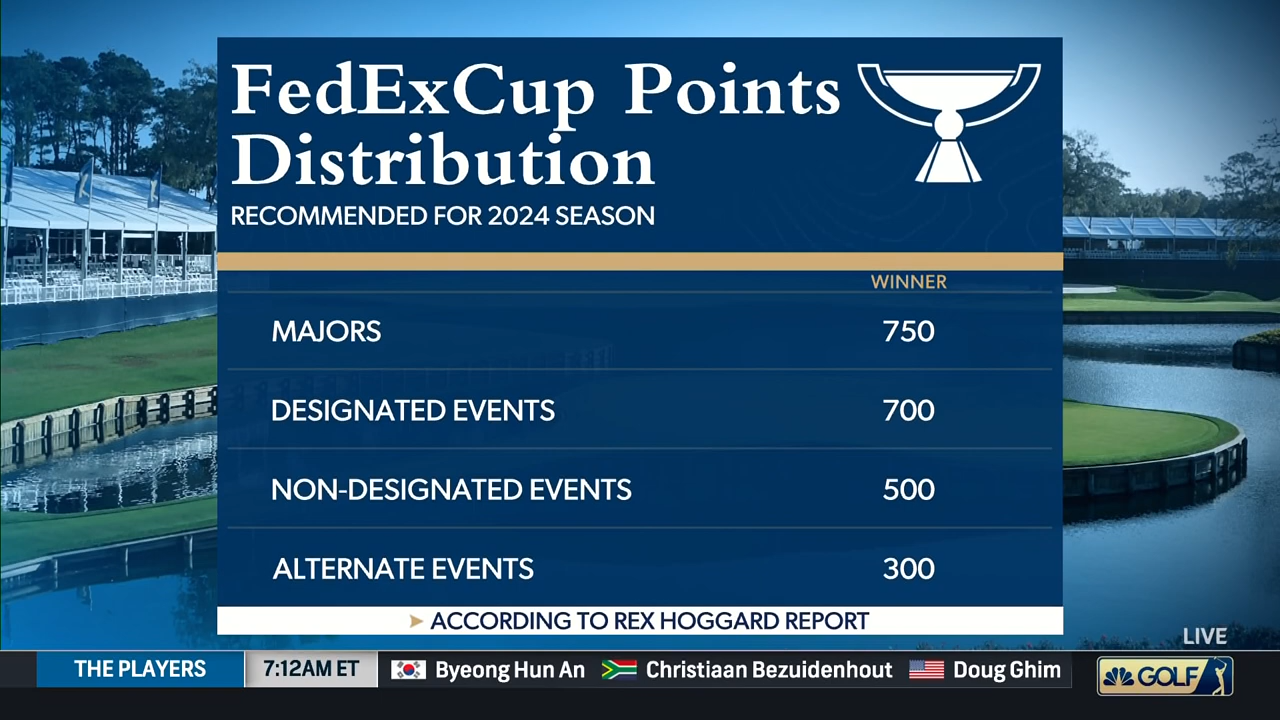 FedExCup Points
Distribution
RECOMMENDED FOR 2024 SEASON
WINNER
MAJORS 750
DESIGNATED EVENTS 700
NON-DESIGNATED EVENTS 500
ALTERNATE EVENTS 300
ACCORDING TO REX HOGGARD REPORT
LIVE
THE PLAYERS 7:12AM ET Byeong Hun An Christiaan Bezuidenhout Doug Ghim GOLF